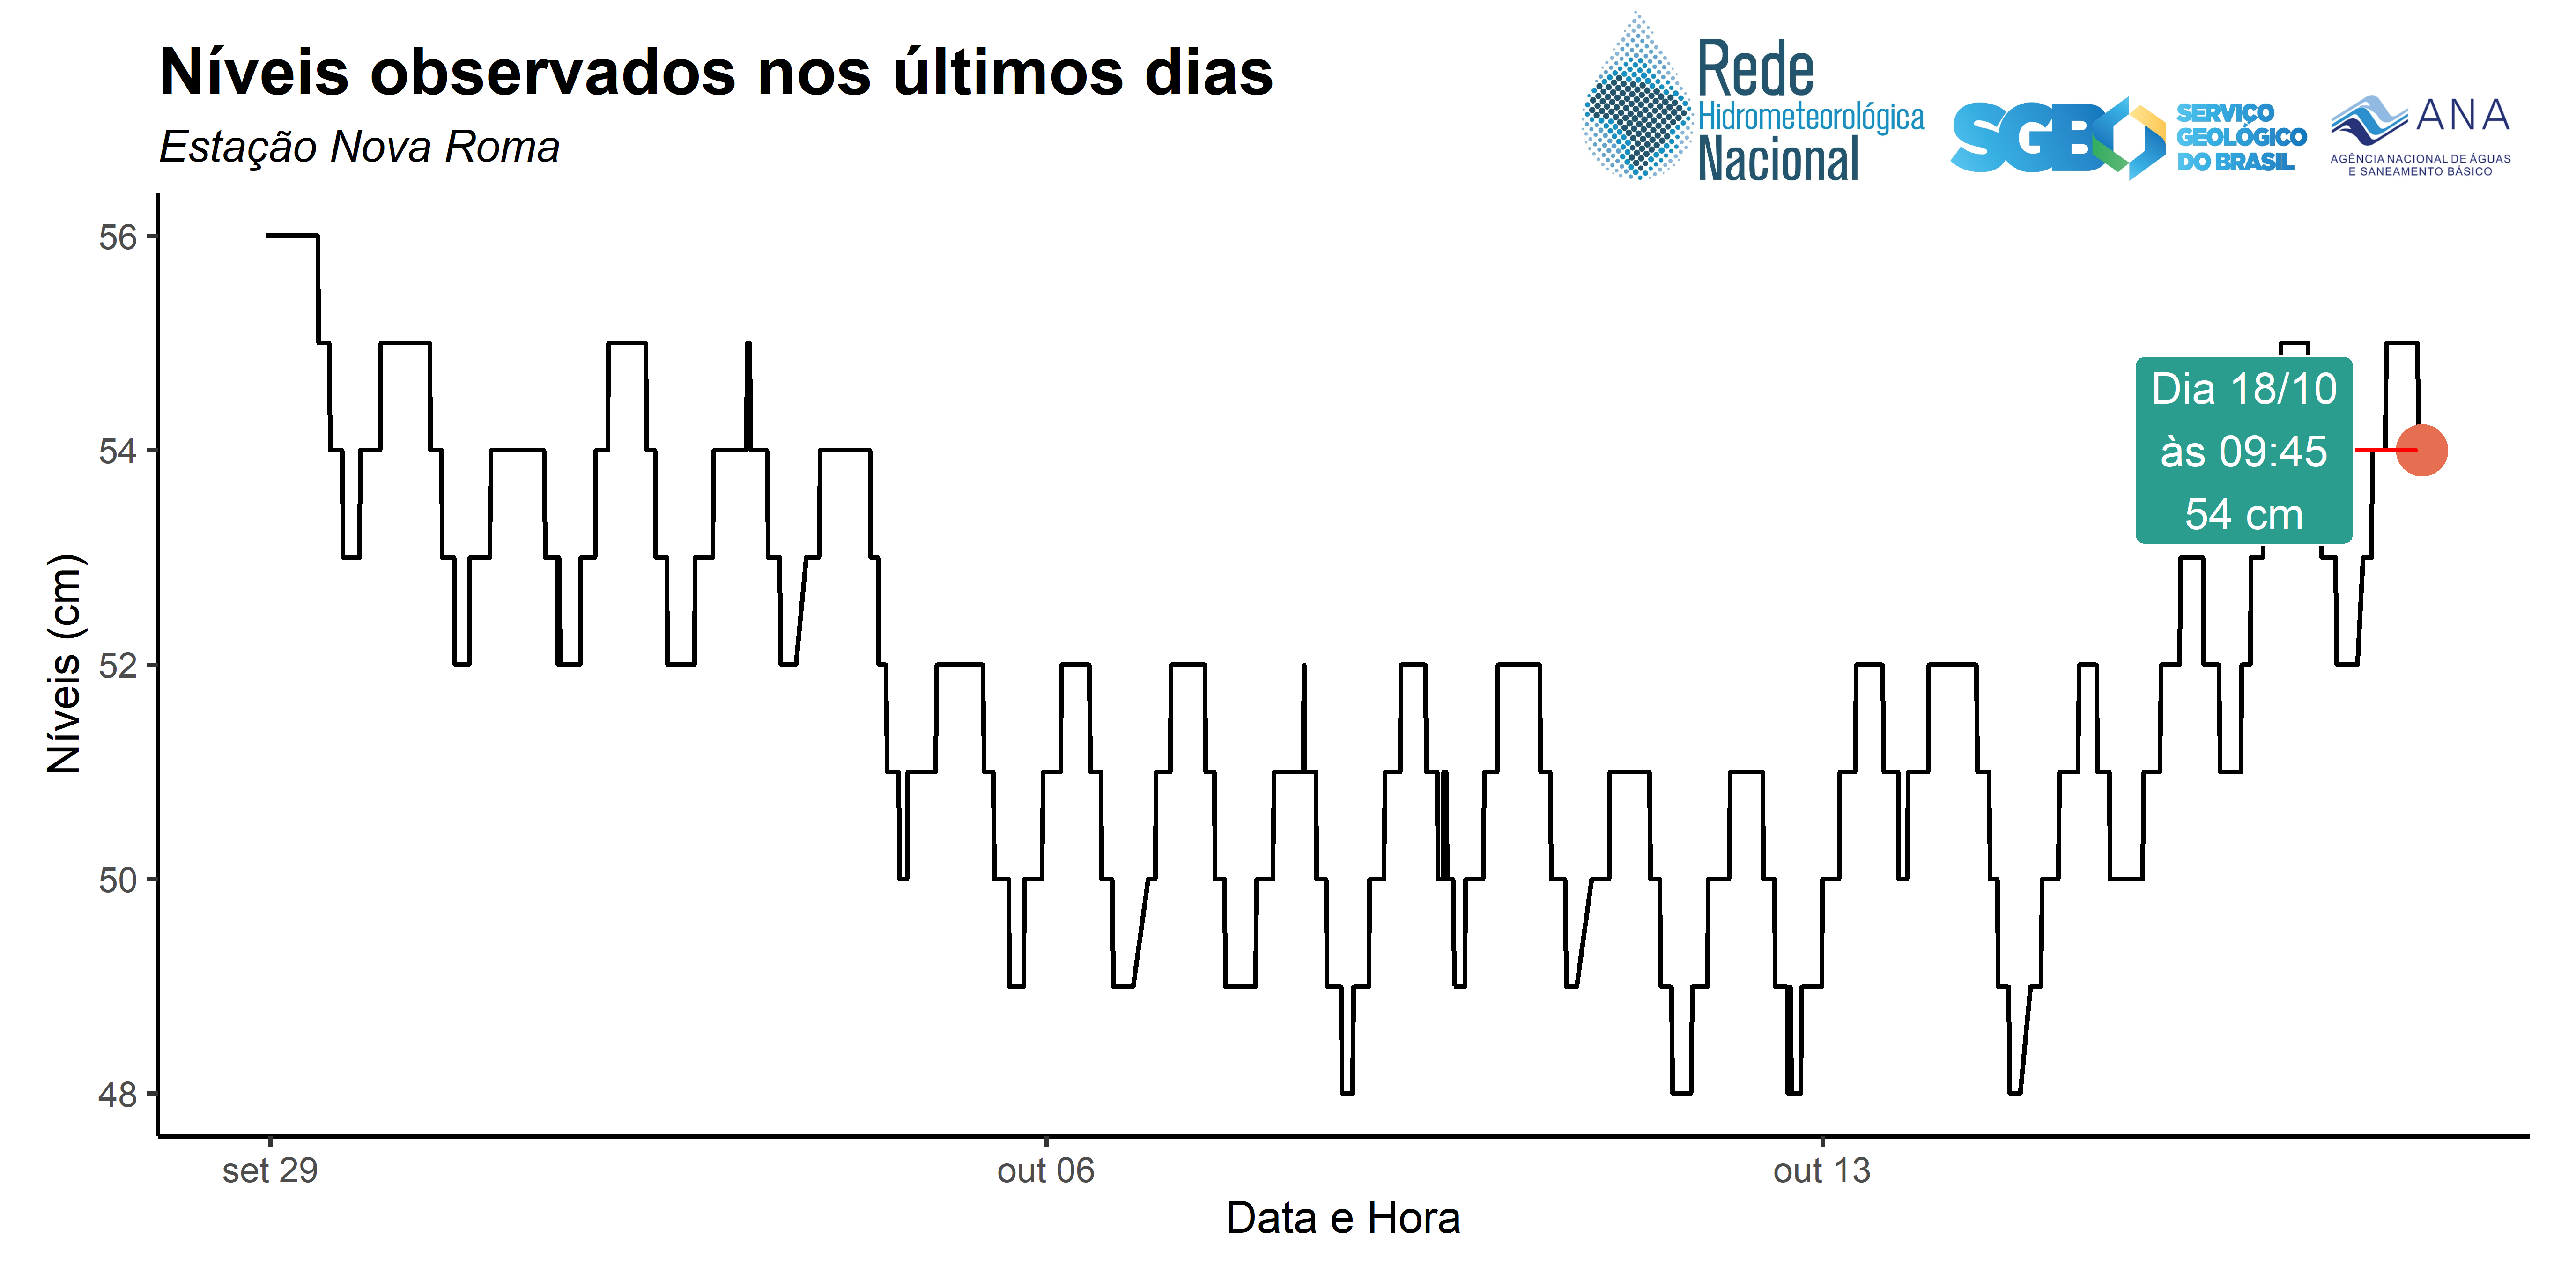 Níveis observados nos últimos dias
Estação Nova Roma
Rede
Hidrometeorológica
Nacional
SGB
SERVIÇO
GEOLÓGICO
DO BRASIL
ANA
AGÊNCIA NACIONAL DE ÁGUAS
E SANEAMENTO BÁSICO
Níveis (cm)
56
54
52
50
48
Dia 18/10
às 09:45
54 cm
set 29
out 06
out 13
Data e Hora